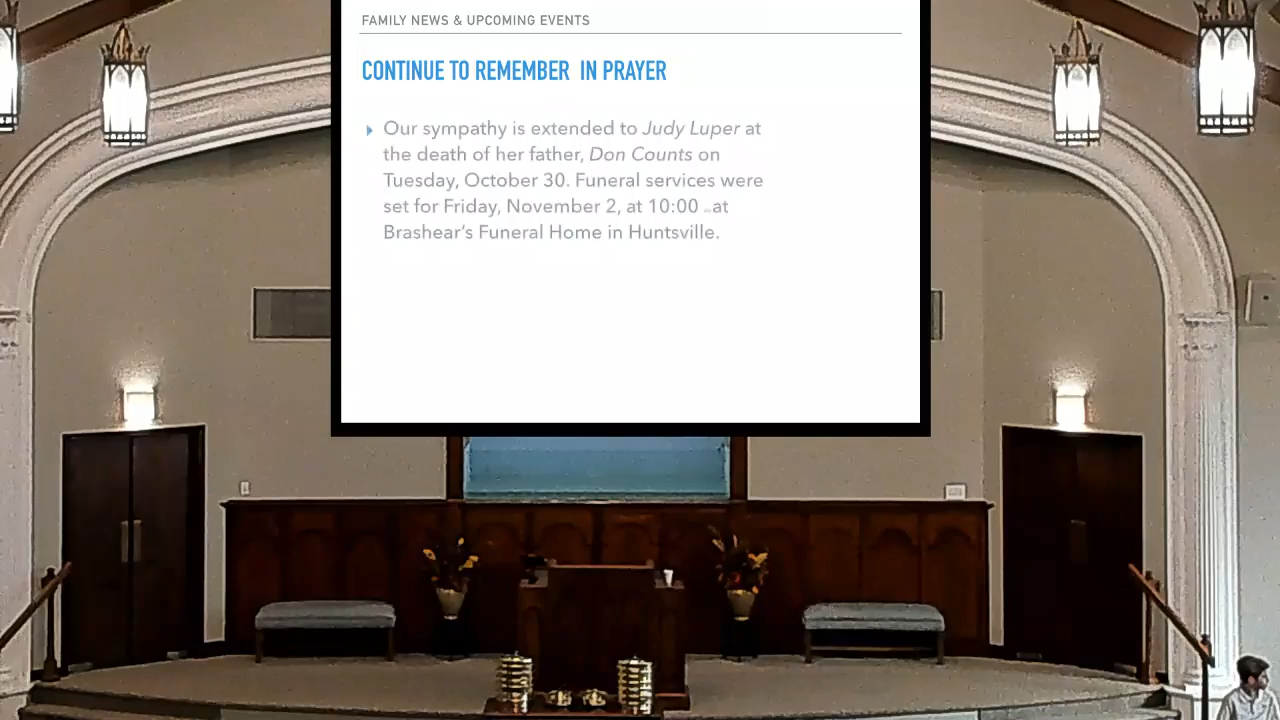 FAMILY NEWS & UPCOMING EVENTS
CONTINUE TO REMEMBER IN PRAYER
Our sympathy is extended to Judy Luper at
the death of her father, Don Counts on
Tuesday, October 30. Funeral services were
set for Friday, November 2, at 10:00 at
Brashear's Funeral Home in Huntsville.